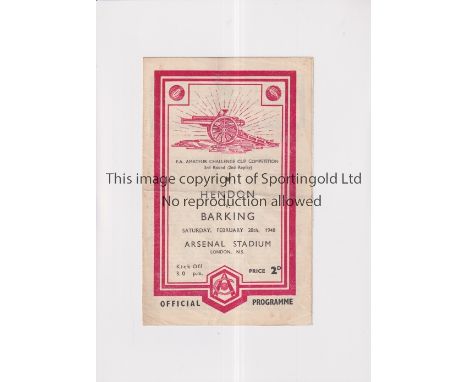 F.A. AMATEUR CHALLENGE CUP COMPETITION
3rd Round (2nd Replay)
This image copyright of Sportingold Ltd
HENDON
No reproduction allowed
BARKING
SATURDAY, FEBRUARY 28th, 1948
ARSENAL STADIUM
LONDON, N.5.
Kick-Off
3.0 p.m.
PRICE 2D
OFFICIAL PROGRAMME